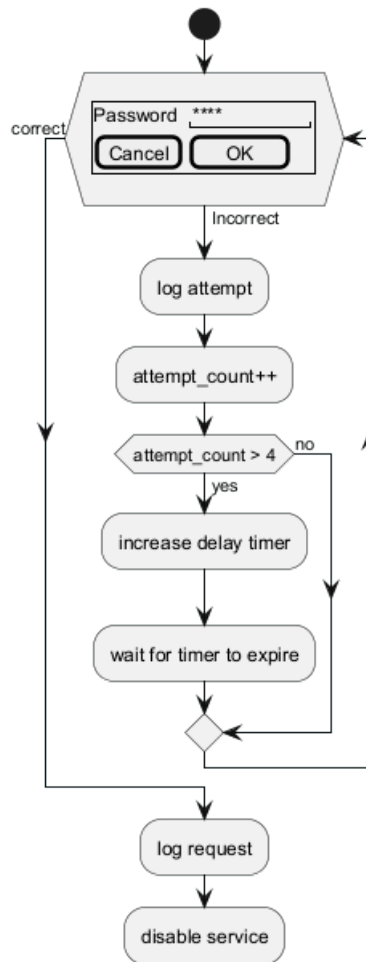 correct
Password ****
Cancel OK
Incorrect
log attempt
attempt_count++
attempt_count > 4
no
yes
increase delay timer
wait for timer to expire
log request
disable service